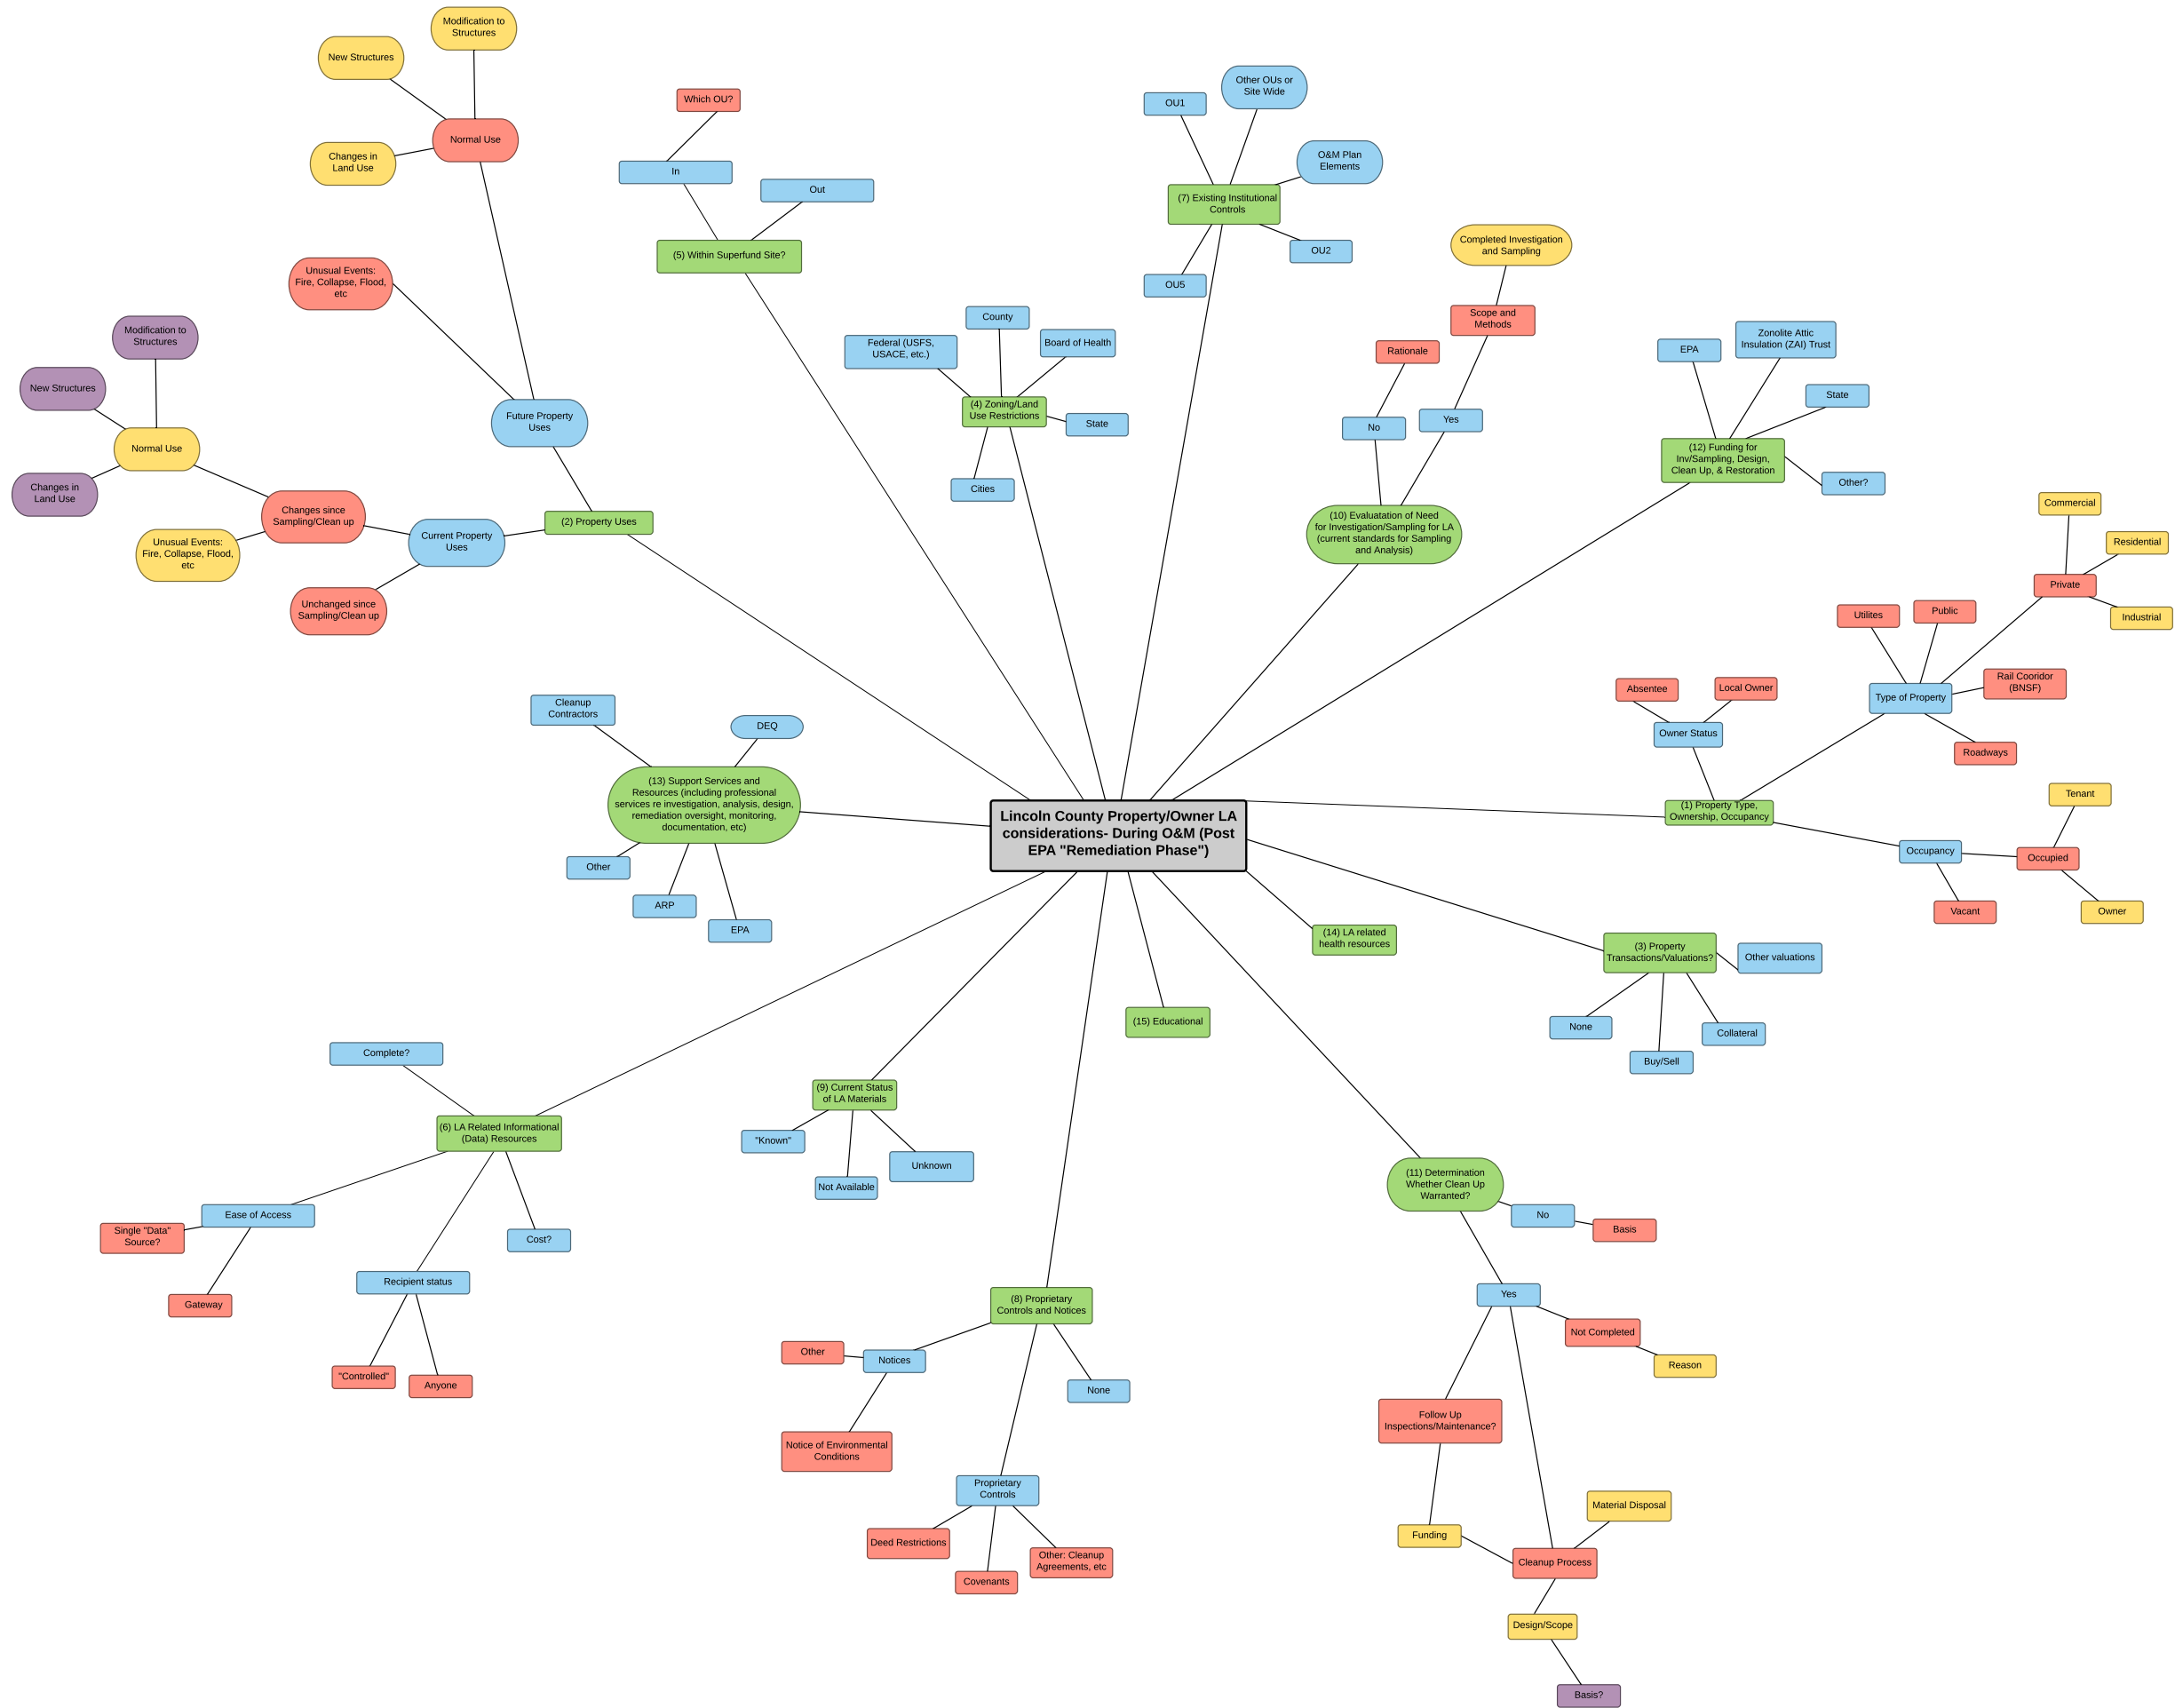 Modification to
Structures
New Structures
Normal Use
Changes in
Land Use
Unusual Events:
Fire, Collapse, Flood,
etc
Future Property
Uses
Modification to
Structures
New Structures
Normal Use
Changes in
Land Use
Changes since
Sampling/Clean up
Unusual Events:
Fire, Collapse, Flood,
etc
Current Property
Uses
Unchanged since
Sampling/Clean up
(2) Property Uses
Which OU?
In
Out
(5) Within Superfund Site?
County
Federal (USFS,
USACE, etc.)
Board of Health
(4) Zoning/Land
Use Restrictions
State
Cities
Other OUs or
Site Wide
OU1
O&M Plan
Elements
(7) Existing Institutional
Controls
OU2
OU5
Completed Investigation
and Sampling
Scope and
Methods
Rationale
No
Yes
(10) Evaluatation of Need
for Investigation/Sampling for LA
(current standards for Sampling
and Analysis)
EPA
Zonolite Attic
Insulation (ZAI) Trust
State
(12) Funding for
Inv/Sampling, Design,
Clean Up, & Restoration
Other?
Commercial
Residential
Private
Industrial
Utilites
Public
Rail Cooridor
(BNSF)
Type of Property
Roadways
Absentee
Local Owner
Owner Status
(1) Property Type,
Ownership, Occupancy
Tenant
Occupancy
Occupied
Vacant
Owner
Cleanup
Contractors
DEQ
(13) Support Services and
Resources (including professional
services re investigation, analysis, design,
remediation oversight, monitoring,
documentation, etc)
Other
ARP
EPA
Lincoln County Property/Owner LA
considerations- During O&M (Post
EPA "Remediation Phase")
(14) LA related
health resources
(3) Property
Transactions/Valuations?
Other valuations
None
Collateral
Buy/Sell
(15) Educational
Complete?
(6) LA Related Informational
(Data) Resources
Ease of Access
Single "Data"
Source?
Gateway
Cost?
Recipient status
"Controlled"
Anyone
(9) Current Status
of LA Materials
"Known"
Unknown
Not Available
(8) Proprietary
Controls and Notices
Other
Notices
None
Notice of Environmental
Conditions
Proprietary
Controls
Deed Restrictions
Other: Cleanup
Agreements, etc
Covenants
(11) Determination
Whether Clean Up
Warranted?
No
Basis
Yes
Not Completed
Reason
Follow Up
Inspections/Maintenance?
Material Disposal
Funding
Cleanup Process
Design/Scope
Basis?